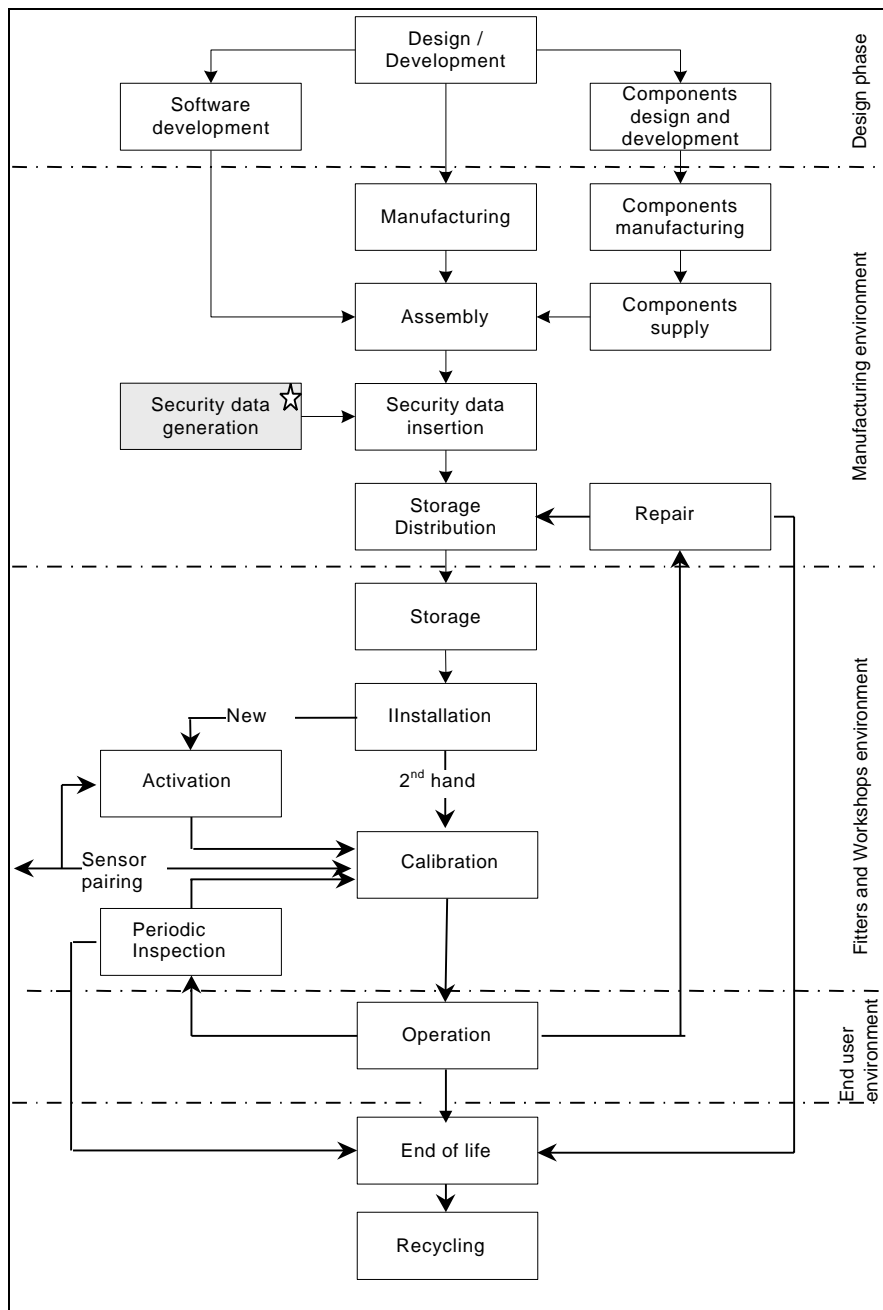 Design /
Development
Software
development
Components
design and
development
Design phase
Manufacturing
Components
manufacturing
Assembly
Components
supply
Security data
generation
Security data
insertion
Storage
Distribution
Repair
Manufacturing environment
Storage
New
IInstallation
Activation
2nd hand
Sensor
pairing
Calibration
Periodic
Inspection
Fitters and Workshops environment
Operation
End user
environment
End of life
Recycling